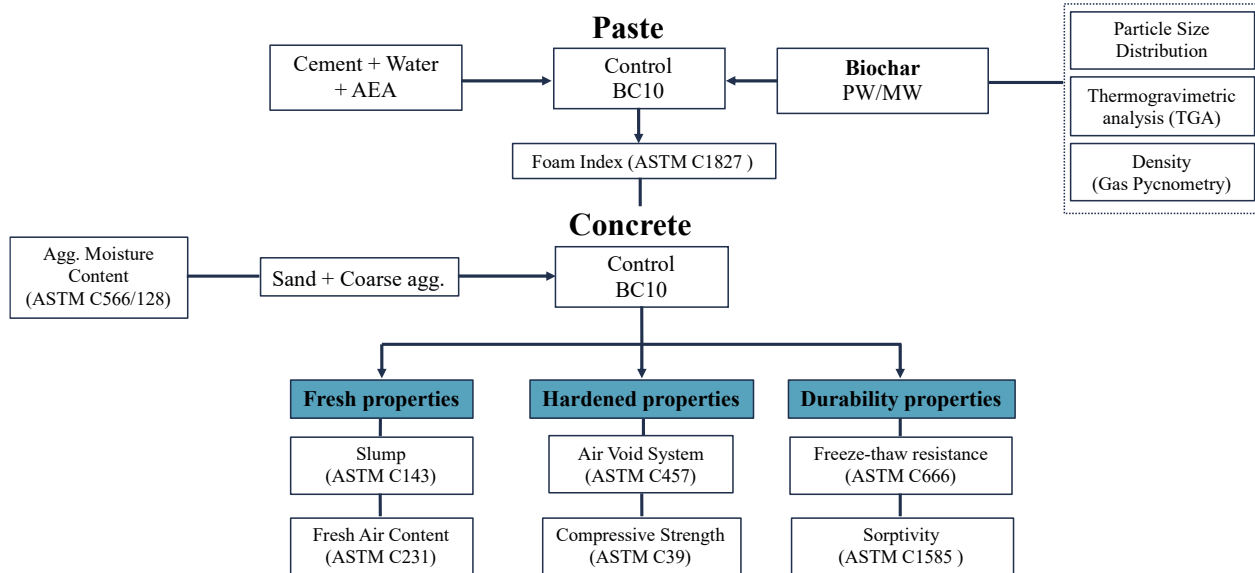 Paste
Cement + Water
+ AEA
Control
BC10
Biochar
PW/MW
Particle Size
Distribution
Thermogravimetric
analysis (TGA)
Density
(Gas Pycnometry)
Foam Index (ASTM C1827 )
Concrete
Agg. Moisture
Content
(ASTM C566/128)
Sand + Coarse agg.
Control
BC10
Fresh properties
Slump
(ASTM C143)
Fresh Air Content
(ASTM C231)
Hardened properties
Air Void System
(ASTM C457)
Compressive Strength
(ASTM C39)
Durability properties
Freeze-thaw resistance
(ASTM C666)
Sorptivity
(ASTM C1585 )